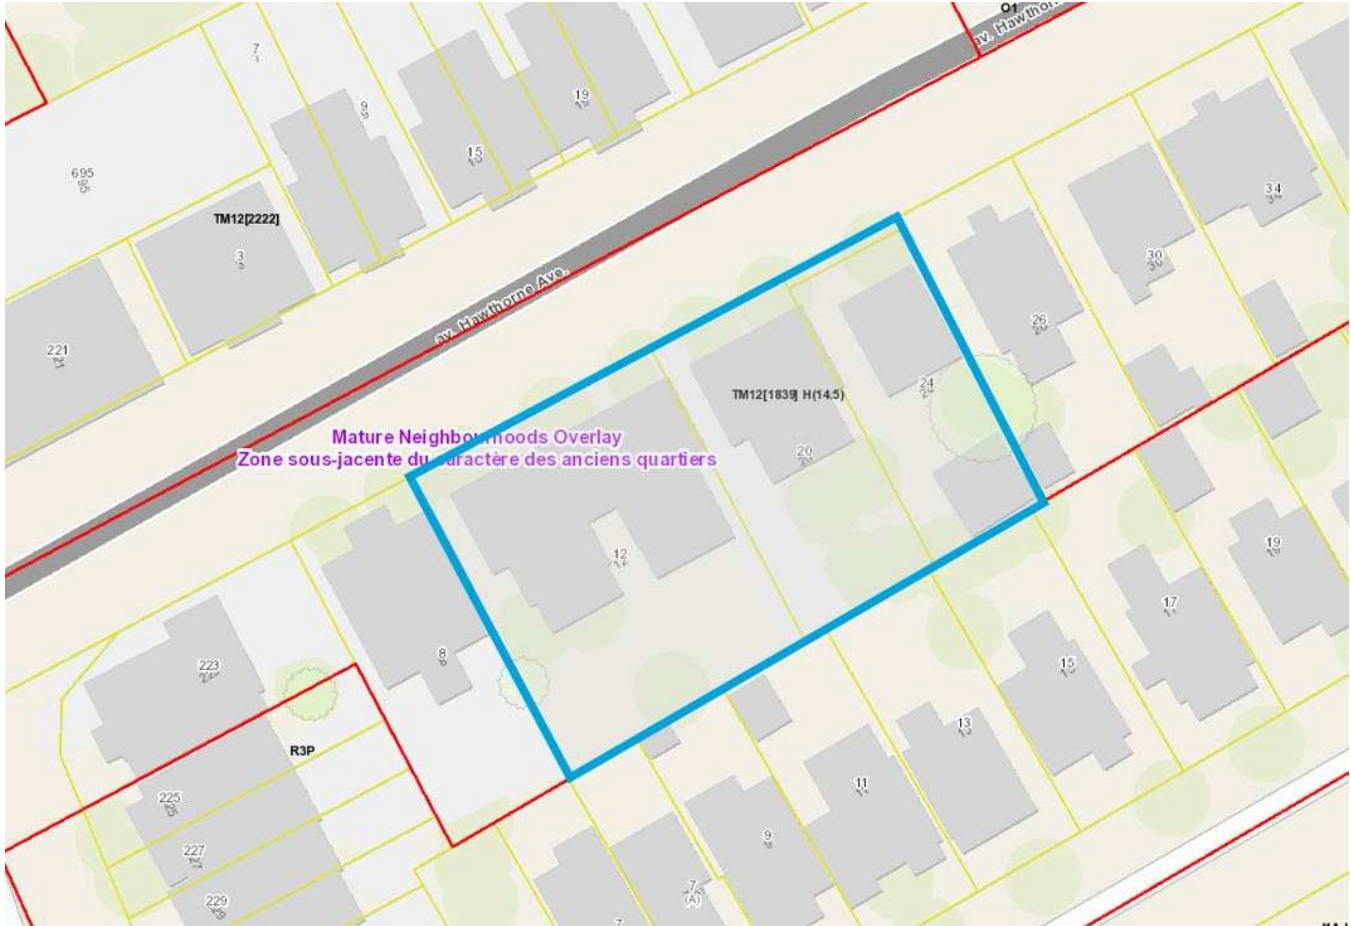 O1
av. Hawthorne
7
9
19
15
695
TM12[2222]
3
34
30
26
av. Hawthorne Ave.
221
24
TM12[1839] H(14.5)
Mature Neighbourhoods Overlay
Zone sous-jacente du caractère des anciens quartiers
20
12
19
17
8
223
15
13
R3P
11
225
9
227
7
(A)
229
7